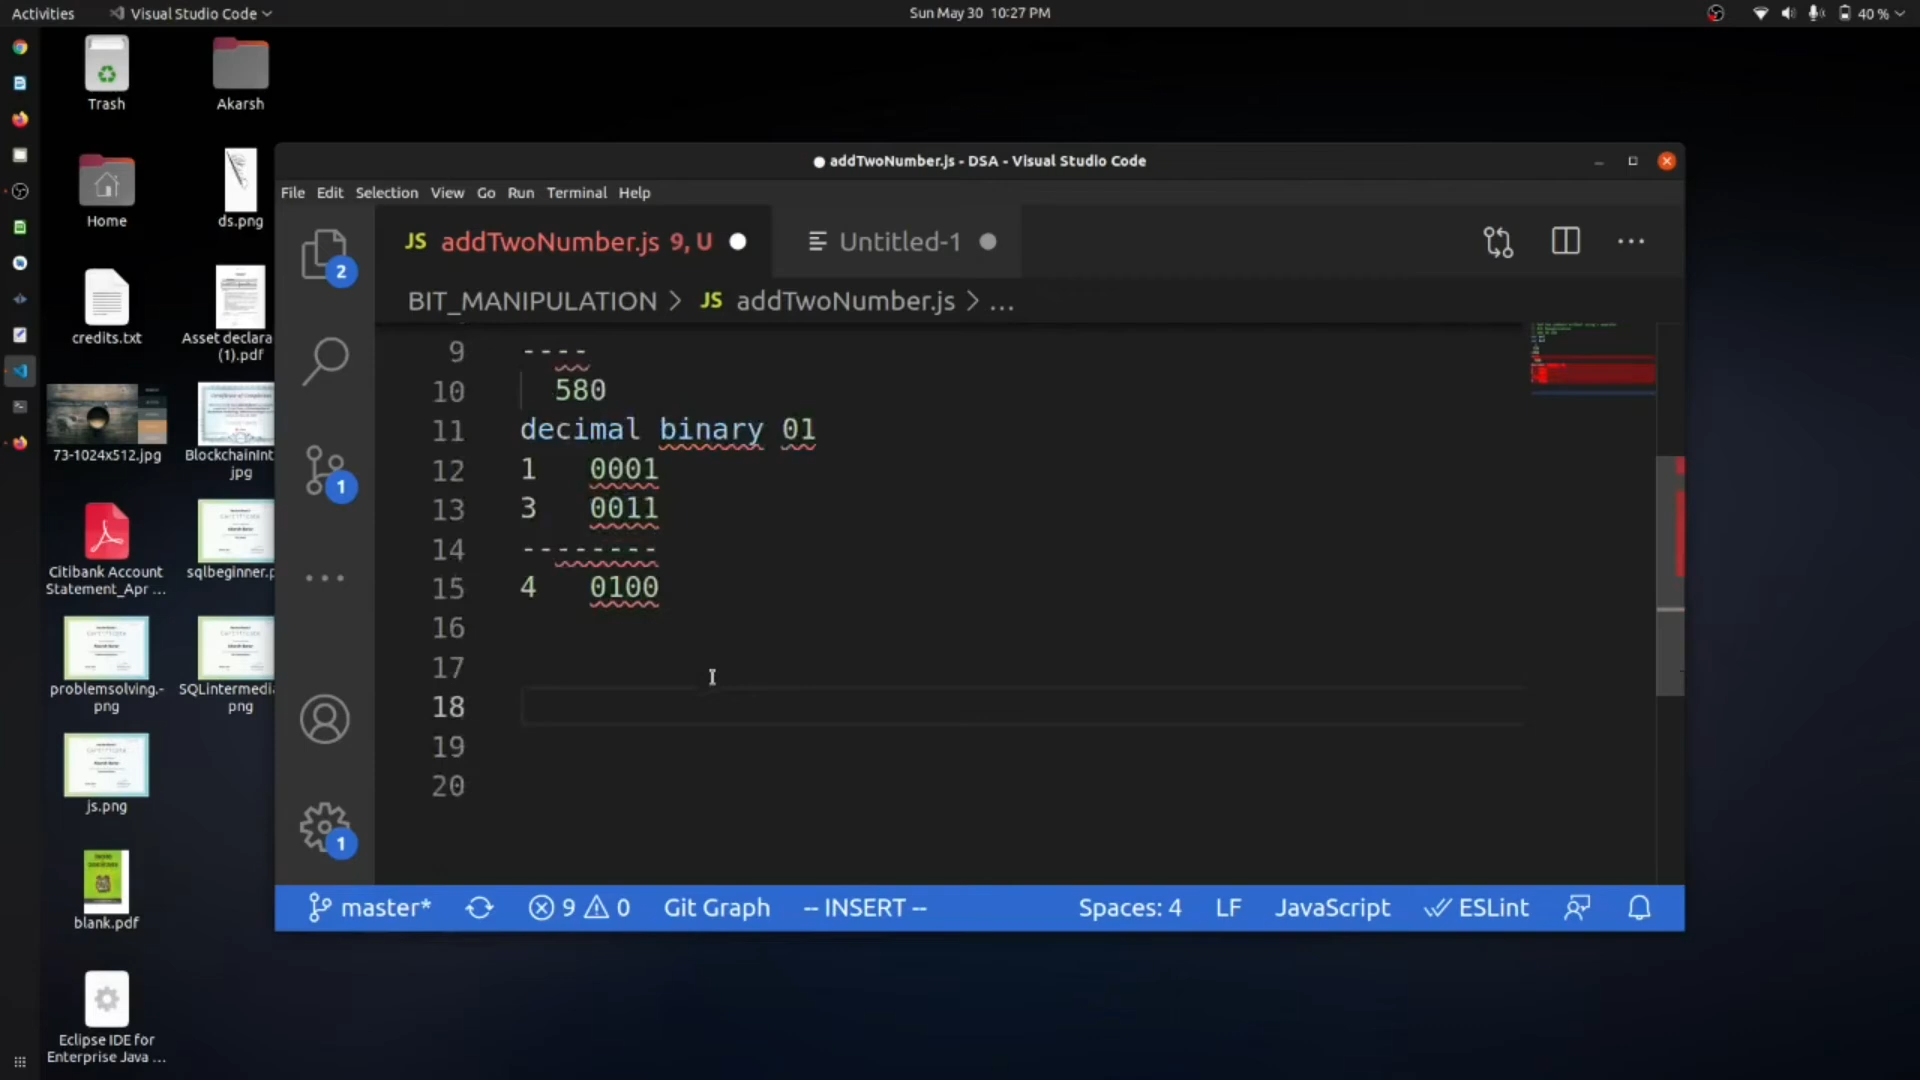 Activities
Visual Studio Code
Sun May 30 10:27 PM
40 %
Trash
Akarsh
Home
ds.png
credits.txt
Asset declara
(1).pdf
73-1024x512.jpg
BlockchainInt
jpg
Citibank Account
Statement_Apr ...
sqlbeginner.p
problemsolving.-
png
SQLintermedi
png
js.png
blank.pdf
Eclipse IDE for
Enterprise Java ...
addTwoNumber.js - DSA - Visual Studio Code
File Edit Selection View Go Run Terminal Help
JS addTwoNumber.js 9, U
Untitled-1
BIT_MANIPULATION > JS addTwoNumber.js > ...
2
1
1
9 ----
10 580
11 decimal binary 01
12 1 0001
13 3 0011
14 --------
15 4 0100
16
17
18
19
20
master* 9 0 Git Graph -- INSERT -- Spaces: 4 LF JavaScript ESLint